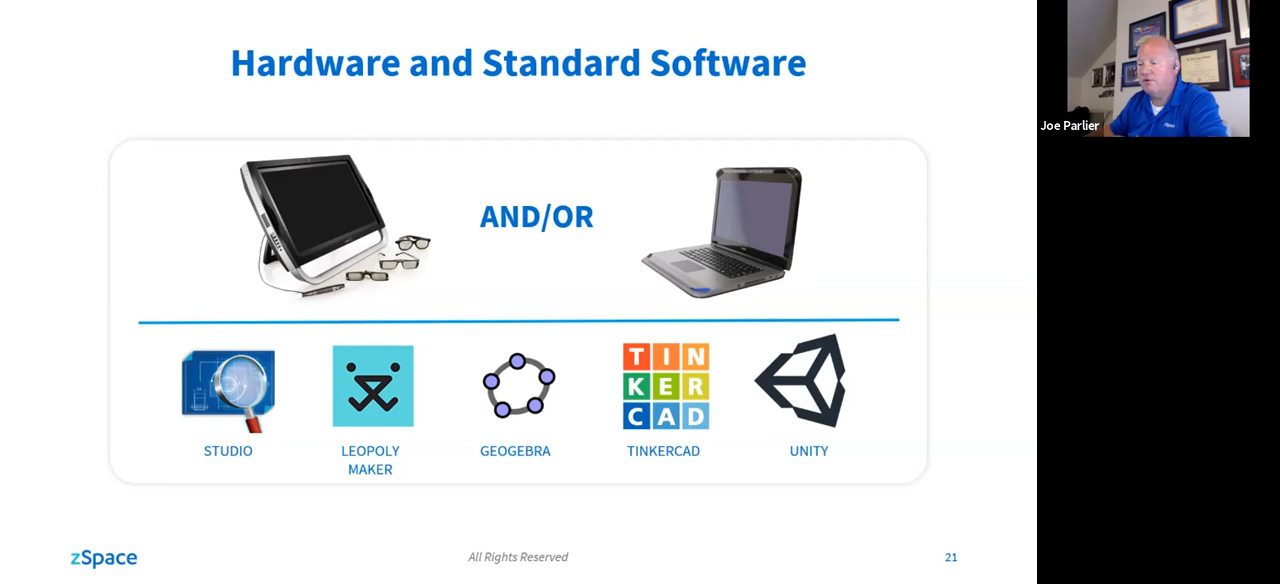 Hardware and Standard Software
Joe Parlier
AND/OR
TIN
KER
CAD
STUDIO
LEOPOLY
MAKER
GEOGEBRA
TINKERCAD
UNITY
zSpace
All Rights Reserved
21